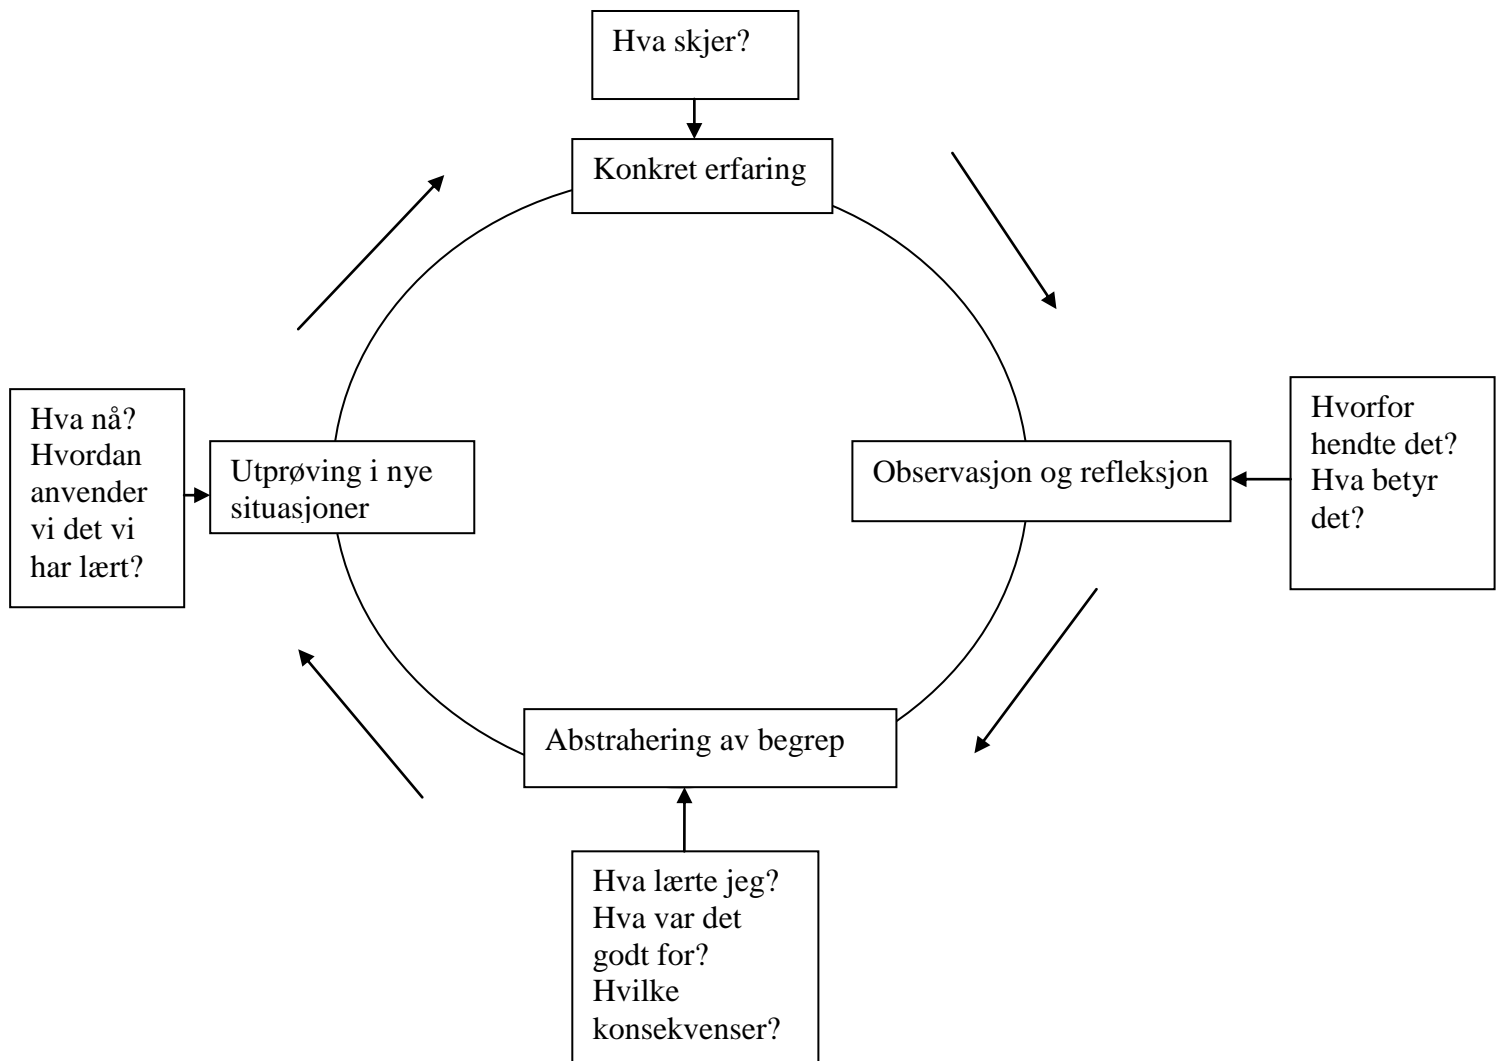 Hva skjer?
Konkret erfaring
Hva nå?
Hvordan
anvender
vi det vi
har lært?
Utprøving i nye
situasjoner
Observasjon og refleksjon
Hvorfor
hendte det?
Hva betyr
det?
Abstrahering av begrep
Hva lærte jeg?
Hva var det
godt for?
Hvilke
konsekvenser?